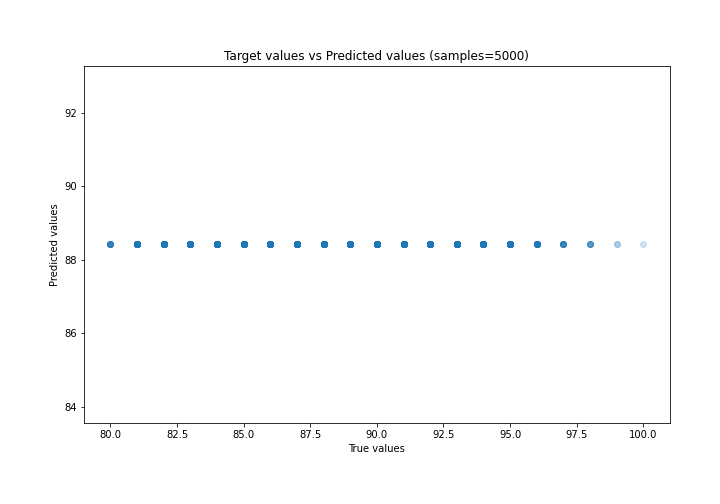 Target values vs Predicted values (samples=5000)
92
90
88
86
84
Predicted values
80.0 82.5 85.0 87.5 90.0 92.5 95.0 97.5 100.0
True values